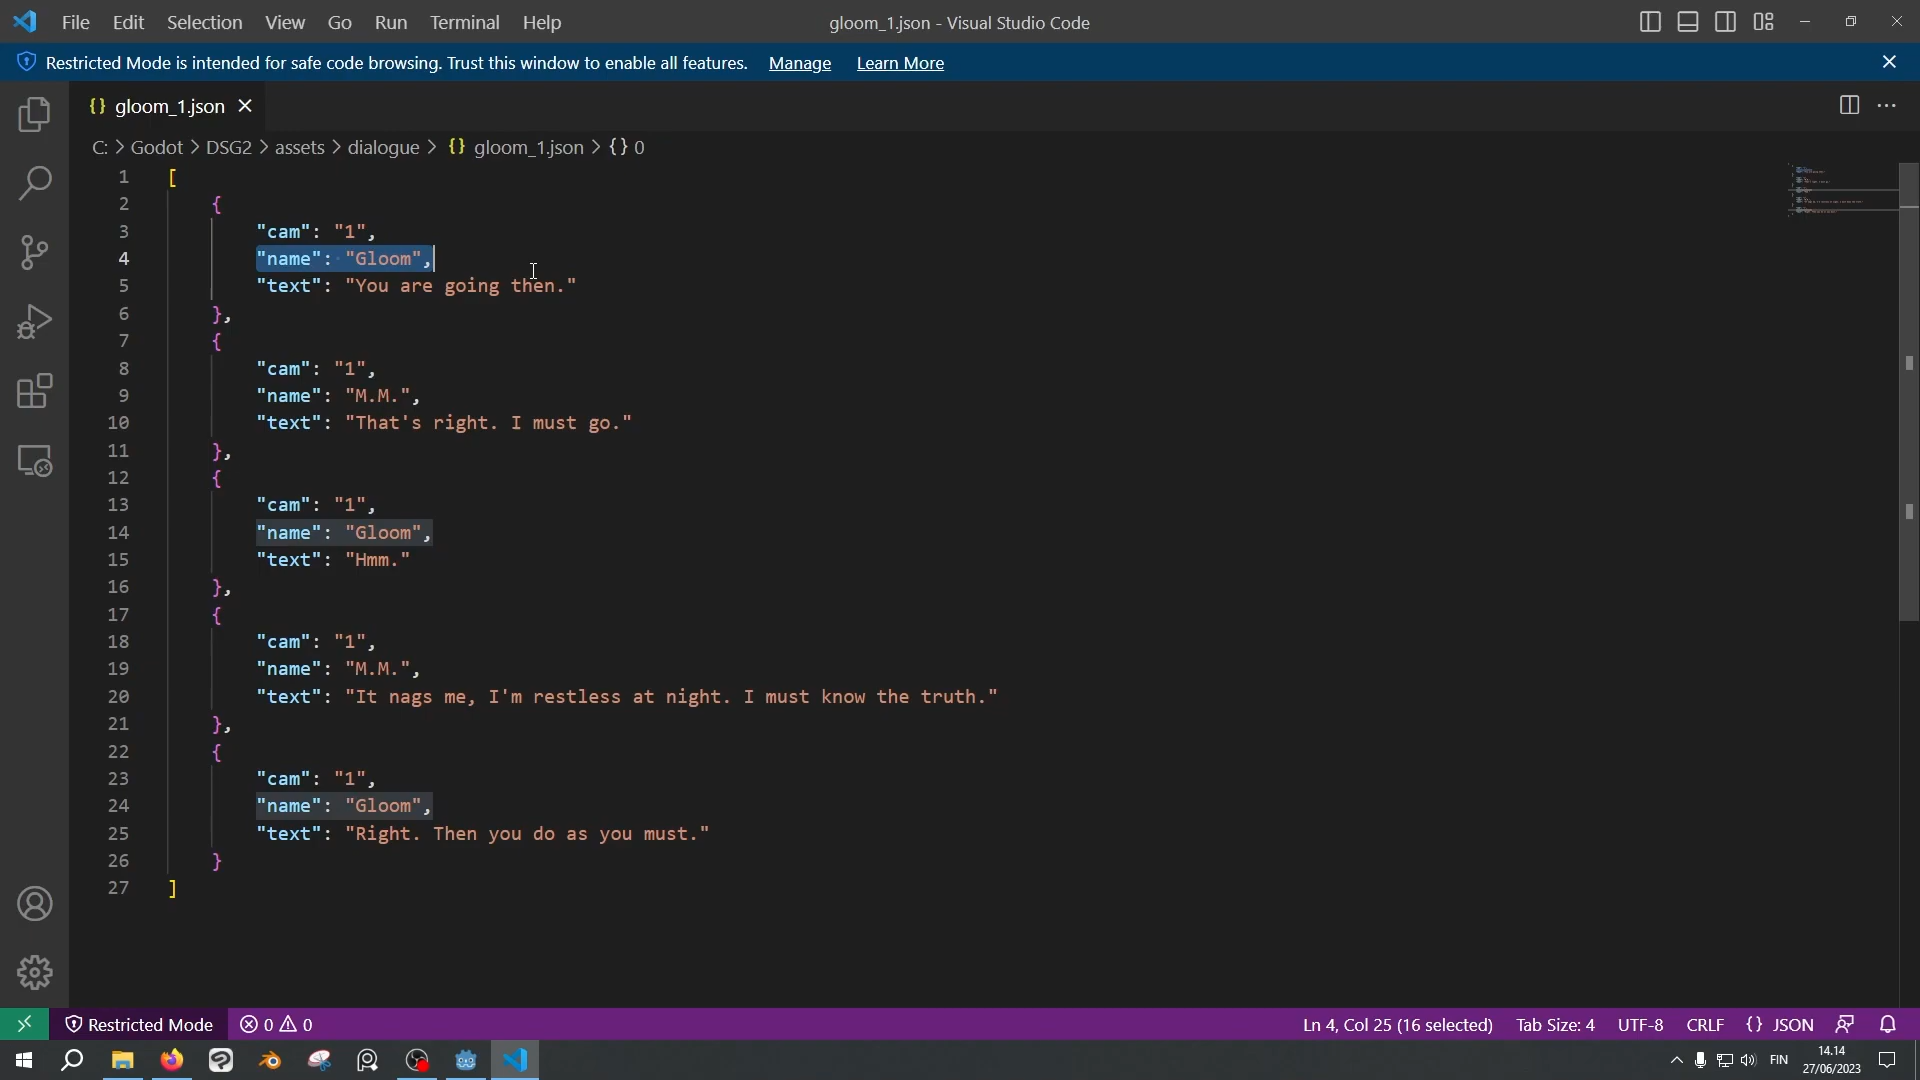 File Edit Selection View Go Run Terminal Help gloom_1.json - Visual Studio Code
Restricted Mode is intended for safe code browsing. Trust this window to enable all features. Manage Learn More
{} gloom_1.json
C: > Godot > DSG2 > assets > dialogue > {} gloom_1.json > {} 0
1 [
2 {
3 "cam": "1",
4 "name": "Gloom",
5 "text": "You are going then."
6 },
7 {
8 "cam": "1",
9 "name": "M.M.",
10 "text": "That's right. I must go."
11 },
12 {
13 "cam": "1",
14 "name": "Gloom",
15 "text": "Hmm."
16 },
17 {
18 "cam": "1",
19 "name": "M.M.",
20 "text": "It nags me, I'm restless at night. I must know the truth."
21 },
22 {
23 "cam": "1",
24 "name": "Gloom",
25 "text": "Right. Then you do as you must."
26 }
27 ]
Restricted Mode 0 0 Ln 4, Col 25 (16 selected) Tab Size: 4 UTF-8 CRLF {} JSON
FIN 14.14
27/06/2023